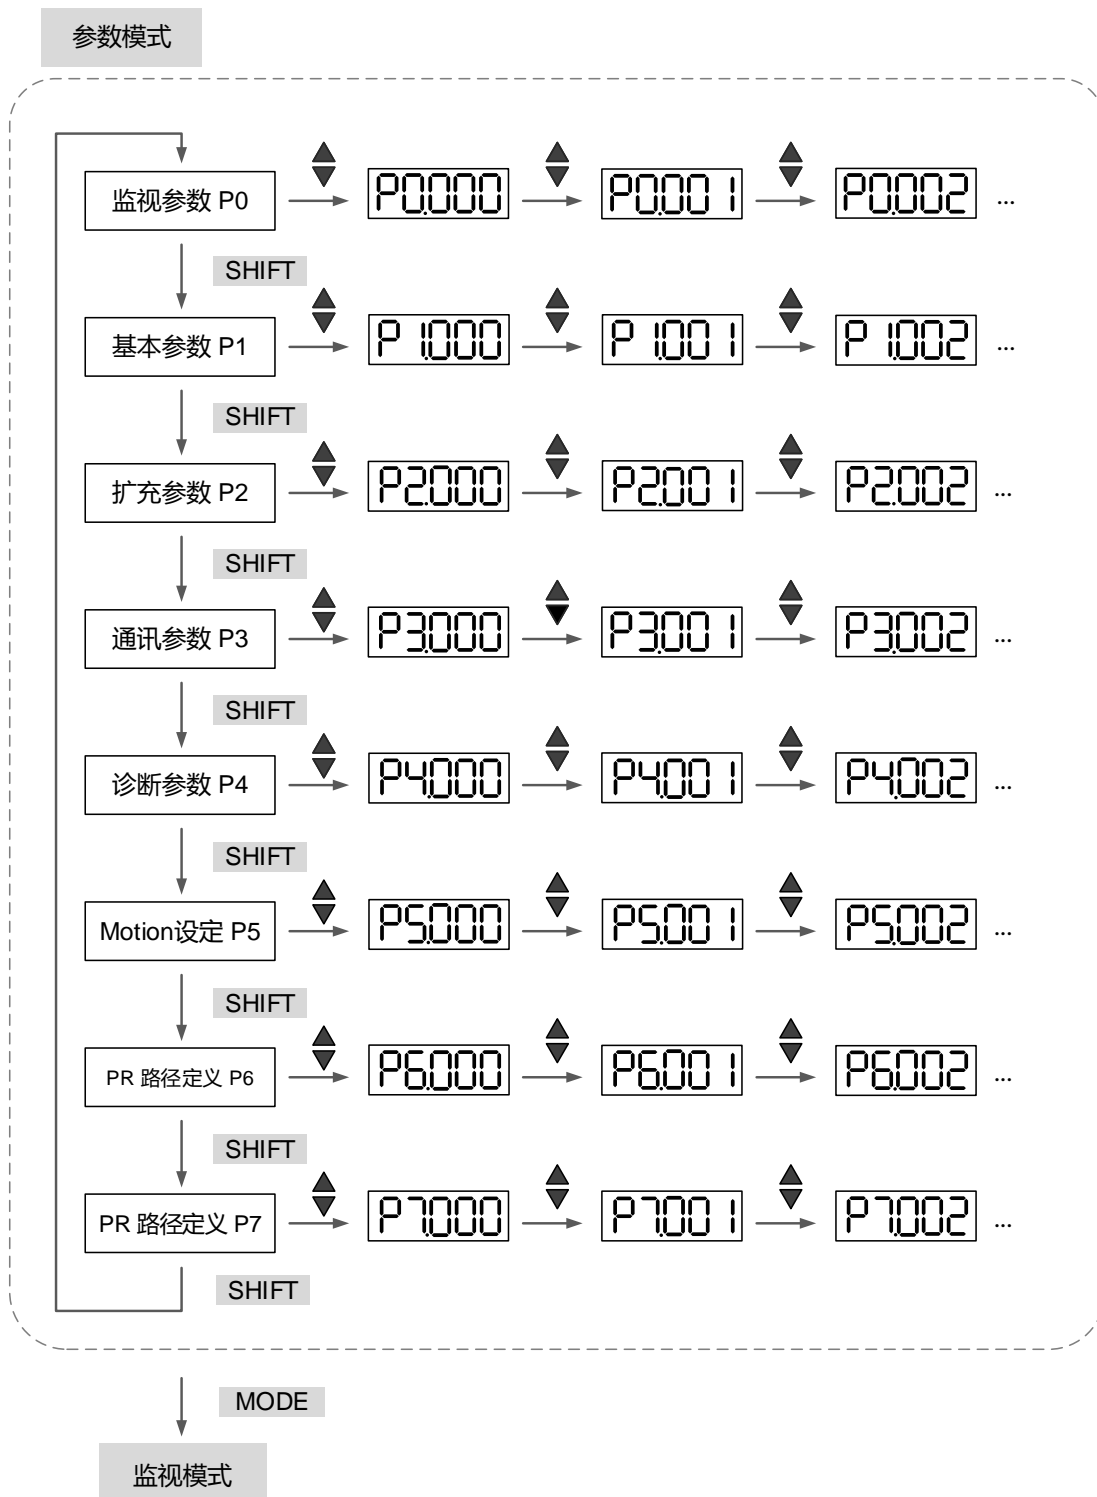 参数模式
监视参数 P0 P0.000 P0.001 P0.002 ...
SHIFT
基本参数 P1 P1.000 P1.001 P1.002 ...
SHIFT
扩充参数 P2 P2.000 P2.001 P2.002 ...
SHIFT
通讯参数 P3 P3.000 P3.001 P3.002 ...
SHIFT
诊断参数 P4 P4.000 P4.001 P4.002 ...
SHIFT
Motion设定 P5 P5.000 P5.001 P5.002 ...
SHIFT
PR 路径定义 P6 P6.000 P6.001 P6.002 ...
SHIFT
PR 路径定义 P7 P7.000 P7.001 P7.002 ...
SHIFT
MODE
监视模式